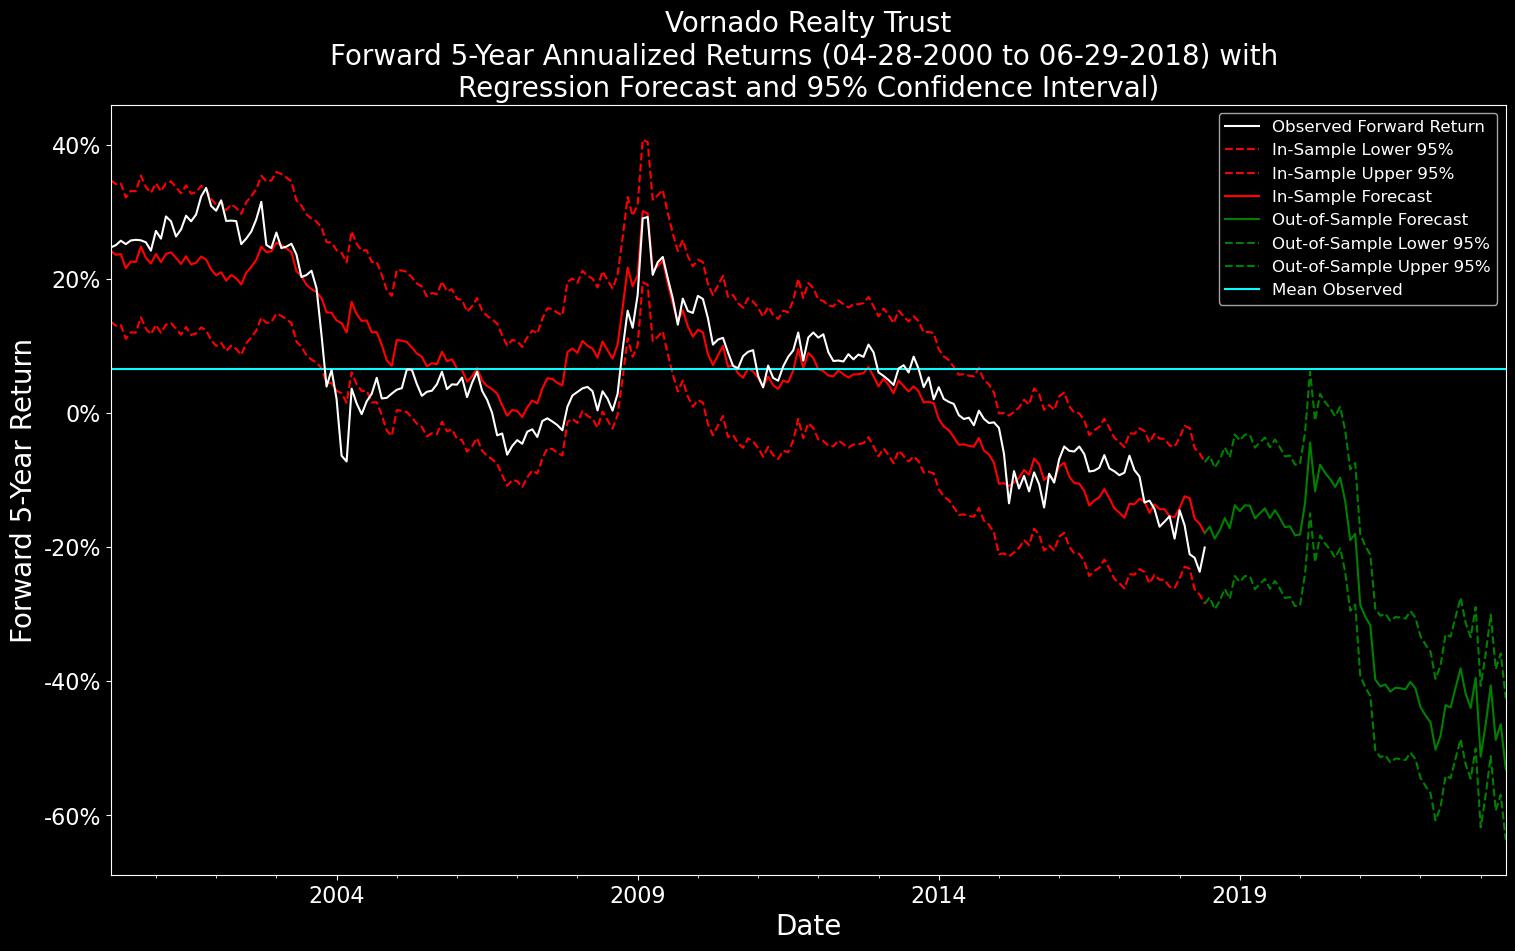 Vornado Realty Trust
Forward 5-Year Annualized Returns (04-28-2000 to 06-29-2018) with
Regression Forecast and 95% Confidence Interval)
Observed Forward Return
In-Sample Lower 95%
In-Sample Upper 95%
In-Sample Forecast
Out-of-Sample Forecast
Out-of-Sample Lower 95%
Out-of-Sample Upper 95%
Mean Observed
Forward 5-Year Return
40%
20%
0%
-20%
-40%
-60%
2004
2009
2014
2019
Date